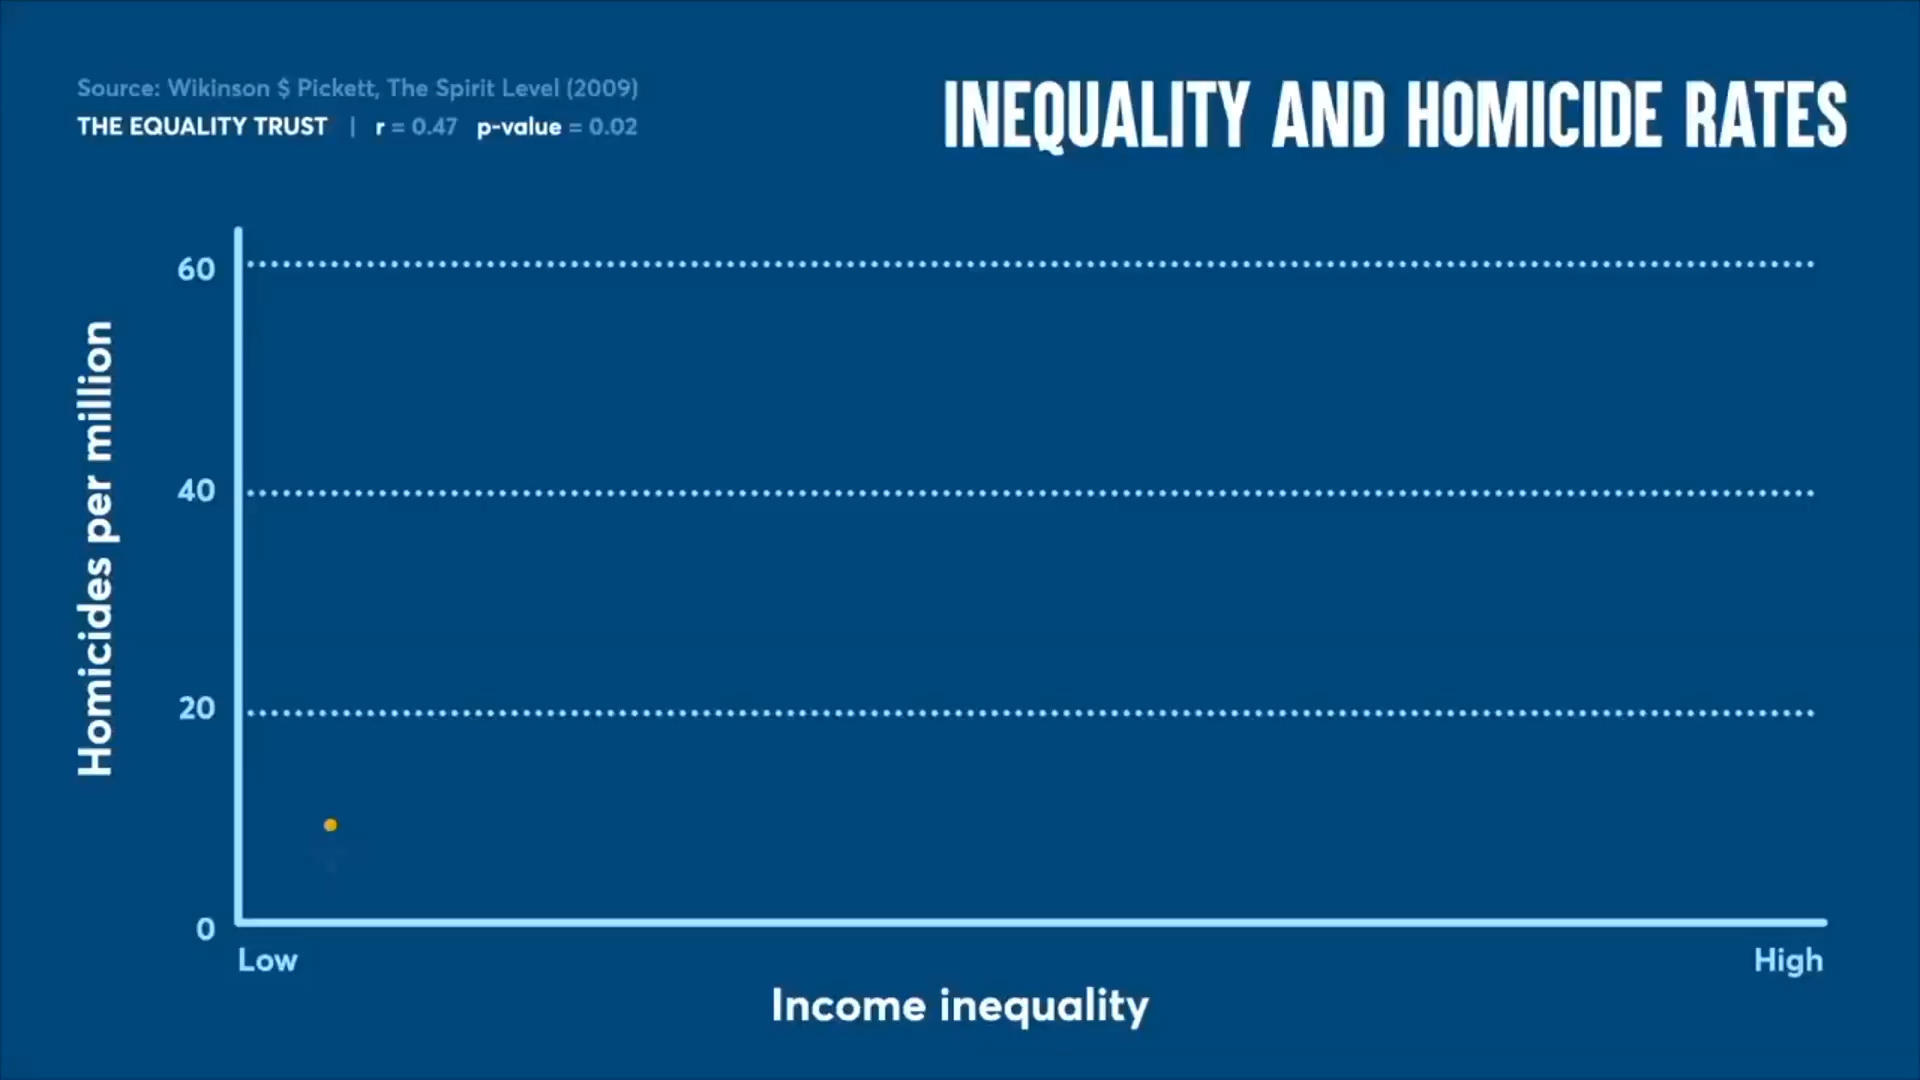 Source: Wikinson $ Pickett, The Spirit Level (2009)
THE EQUALITY TRUST | r = 0.47 p-value = 0.02
INEQUALITY AND HOMICIDE RATES
Homicides per million
60
40
20
0
Low
High
Income inequality